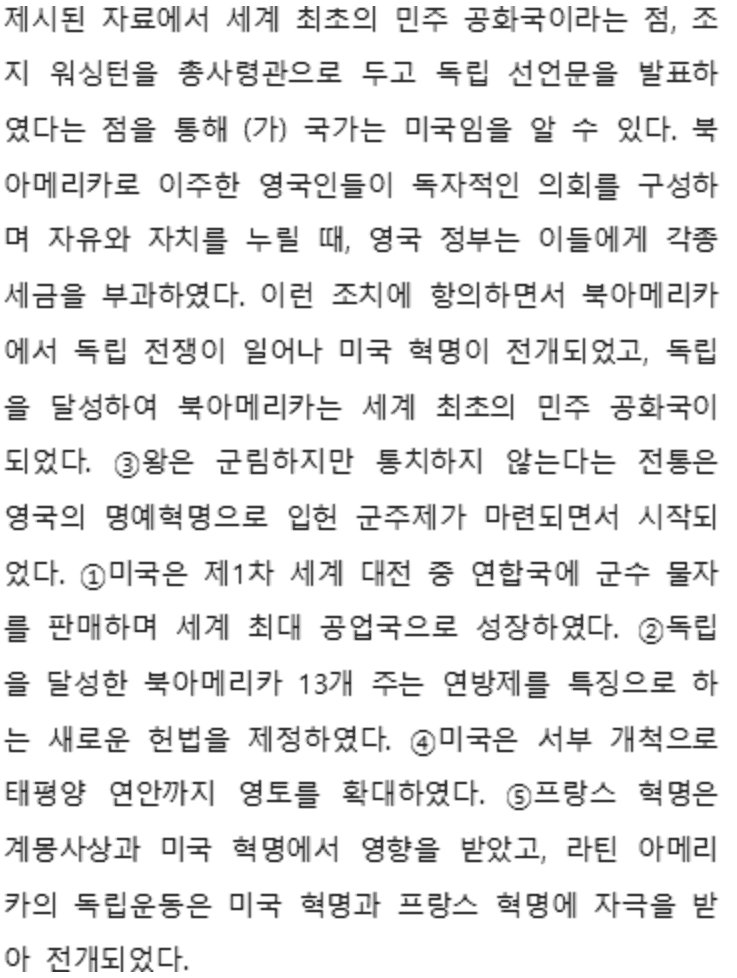 제시된 자료에서 세계 최초의 민주 공화국이라는 점, 조
지 워싱턴을 총사령관으로 두고 독립 선언문을 발표하
였다는 점을 통해 (가) 국가는 미국임을 알 수 있다. 북
아메리카로 이주한 영국인들이 독자적인 의회를 구성하
며 자유와 자치를 누릴 때, 영국 정부는 이들에게 각종
세금을 부과하였다. 이런 조치에 항의하면서 북아메리카
에서 독립 전쟁이 일어나 미국 혁명이 전개되었고, 독립
을 달성하여 북아메리카는 세계 최초의 민주 공화국이
되었다. ③왕은 군림하지만 통치하지 않는다는 전통은
영국의 명예혁명으로 입헌 군주제가 마련되면서 시작되
었다. ①미국은 제1차 세계 대전 중 연합국에 군수 물자
를 판매하며 세계 최대 공업국으로 성장하였다. ②독립
을 달성한 북아메리카 13개 주는 연방제를 특징으로 하
는 새로운 헌법을 제정하였다. ④미국은 서부 개척으로
태평양 연안까지 영토를 확대하였다. ⑤프랑스 혁명은
계몽사상과 미국 혁명에서 영향을 받았고, 라틴 아메리
카의 독립운동은 미국 혁명과 프랑스 혁명에 자극을 받
아 전개되었다.